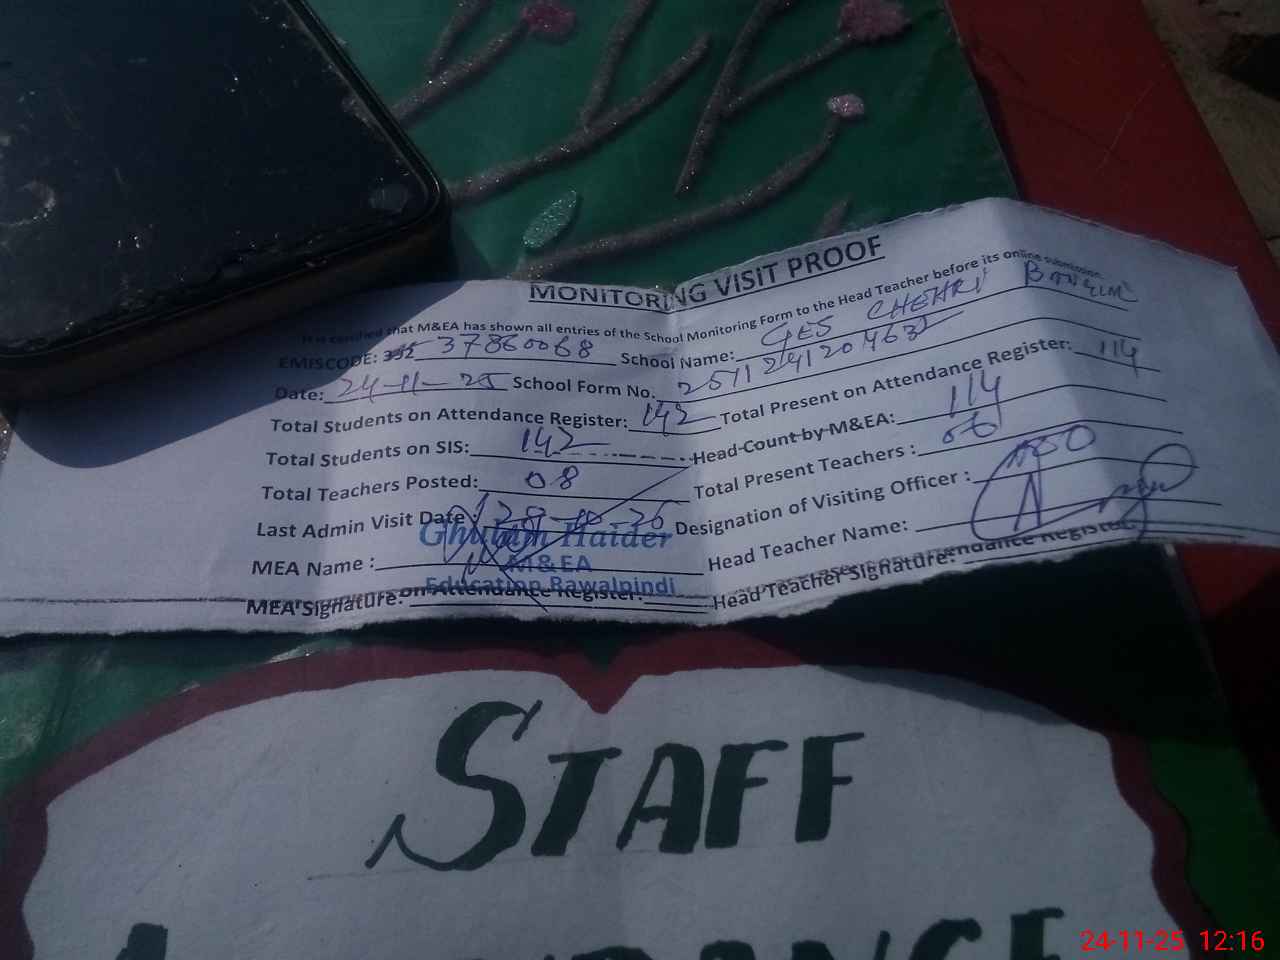 MONITORING VISIT PROOF
It is certified that M&EA has shown all entries of the School Monitoring Form to the Head Teacher before its online submission.
EMISCODE: 37360068 School Name: GES CHEHRI
Date: 24-11-25 School Form No.
Total Students on Attendance Register: 142 Total Present on Attendance Register: 114
Total Students on SIS: 142 Head Count by M&EA: 114
Total Teachers Posted: 08 Total Present Teachers : 06
Last Admin Visit Date: Designation of Visiting Officer :
MEA Name : Ghulam Haider Head Teacher Name:
M&EA
Education Rawalpindi
MEA Signature: Head Teacher Signature:
on Attendance Register:
STAFF
24-11-25 12:16